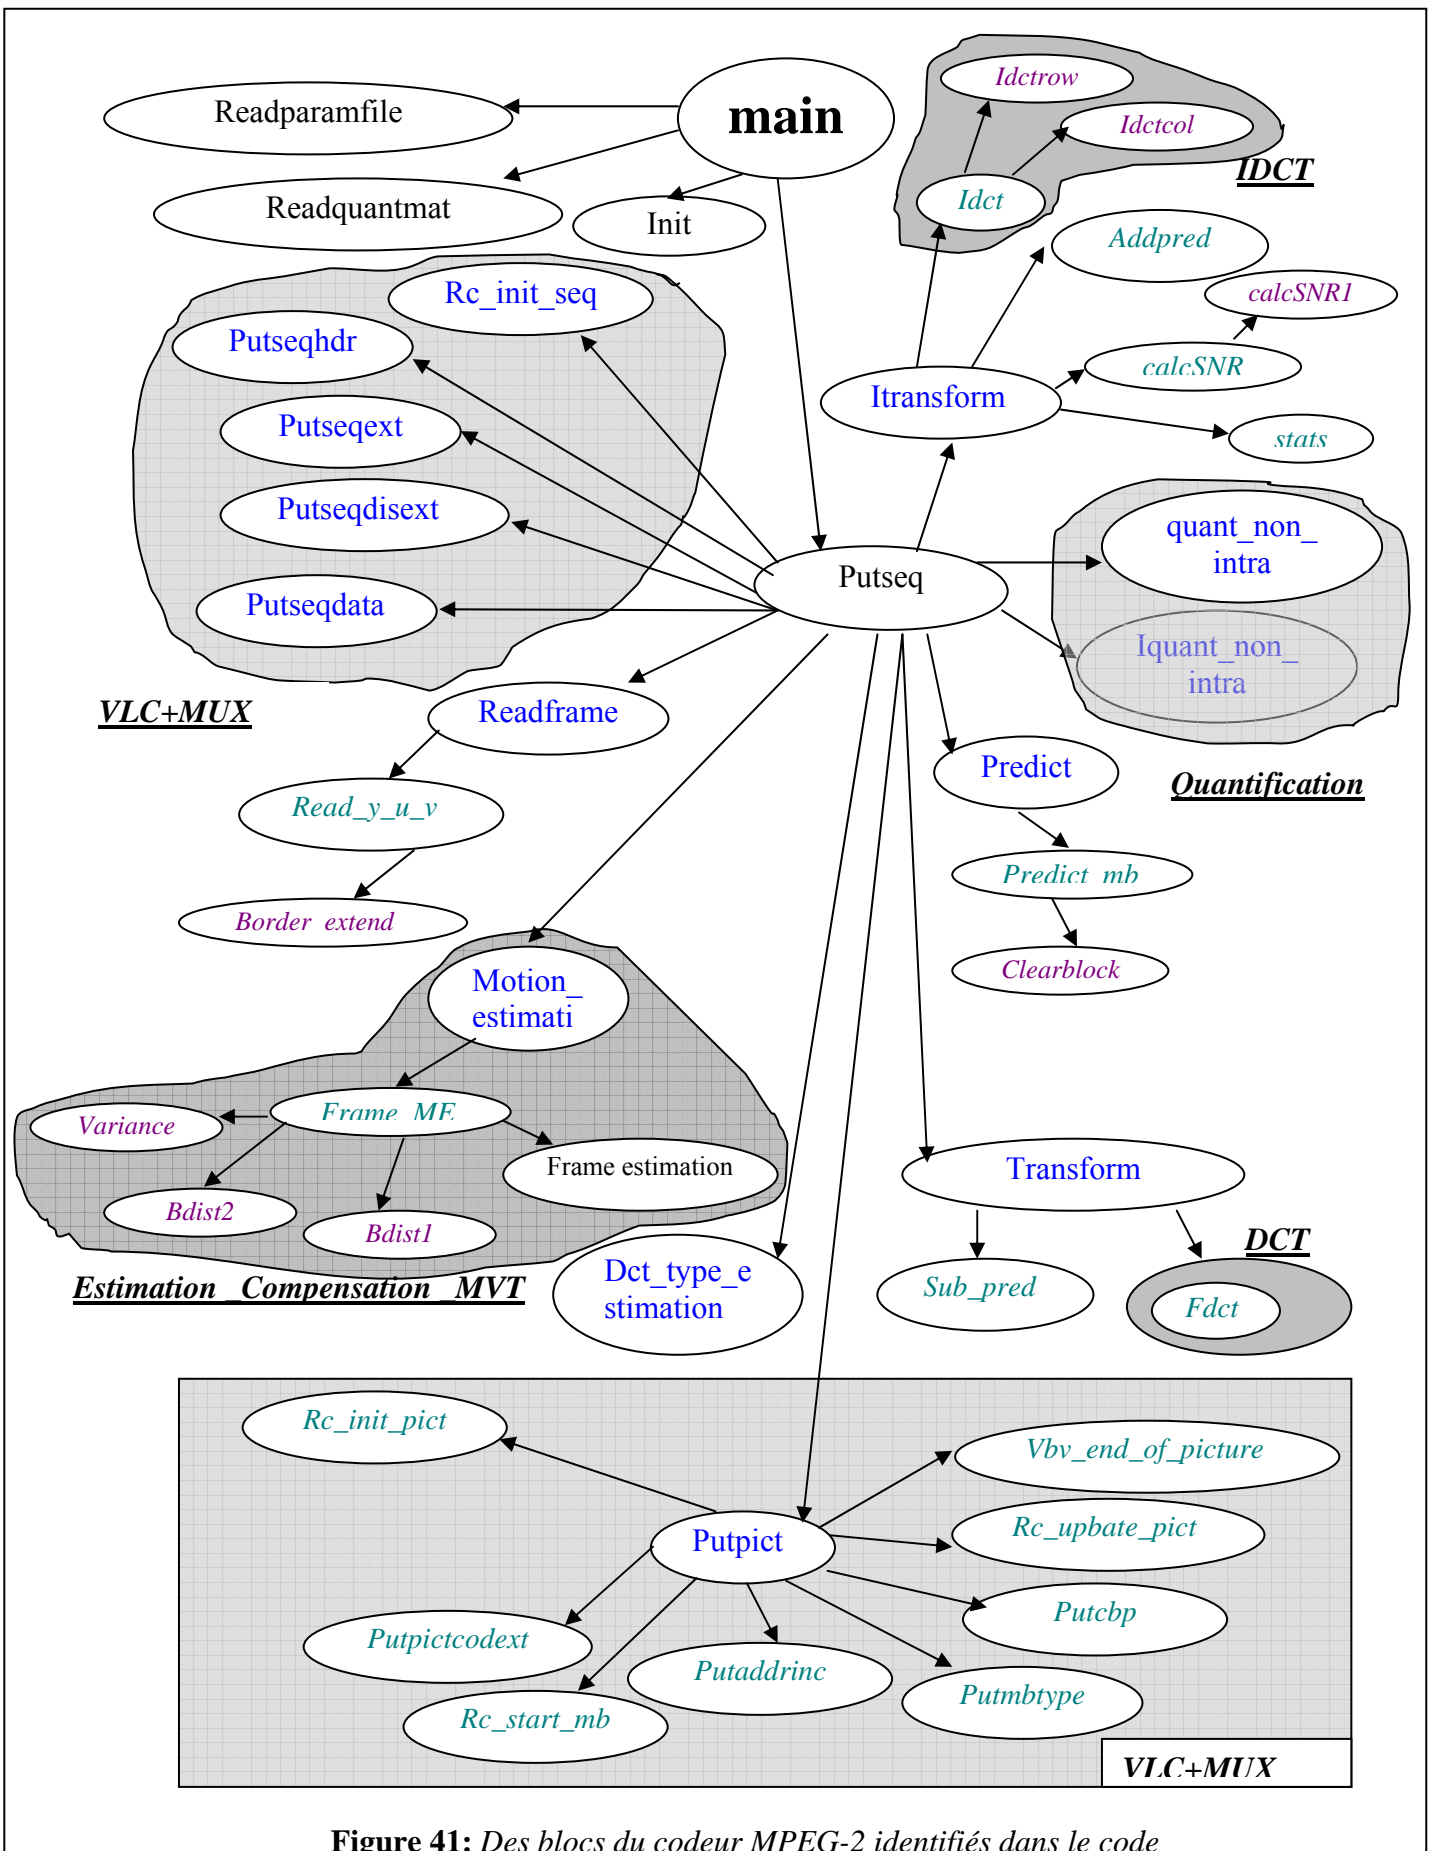 main
Readparamfile
Readquantmat
Init
Idctrow
Idctcol
Idct
IDCT
Addpred
calcSNR1
calcSNR
stats
Itransform
Rc_init_seq
Putseqhdr
Putseqext
Putseqdisext
Putseqdata
VLC+MUX
Putseq
quant_non_
intra
Iquant_non_
intra
Quantification
Readframe
Read_y_u_v
Border_extend
Predict
Predict_mb
Clearblock
Motion_
estimati
Frame_ME
Variance
Bdist2
Bdist1
Frame estimation
Estimation _Compensation _MVT
Dct_type_e
stimation
Transform
Sub_pred
DCT
Fdct
Rc_init_pict
Vbv_end_of_picture
Putpict
Rc_upbate_pict
Putcbp
Putpictcodext
Putaddrinc
Putmbtype
Rc_start_mb
VLC+MUX
Figure 41: Des blocs du codeur MPEG-2 identifiés dans le code